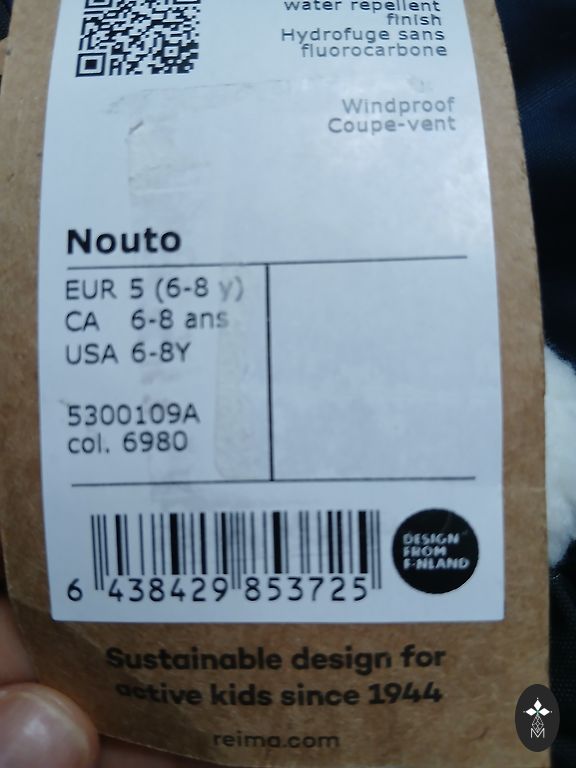 water repellent
finish
Hydrofuge sans
fluorocarbone
Windproof
Coupe-vent
Nouto
EUR 5 (6-8 y)
CA 6-8 ans
USA 6-8Y
5300109A
col. 6980
6 438429 853725
DESIGN
FROM
F·NLAND
Sustainable design for
active kids since 1944
reima.com
M